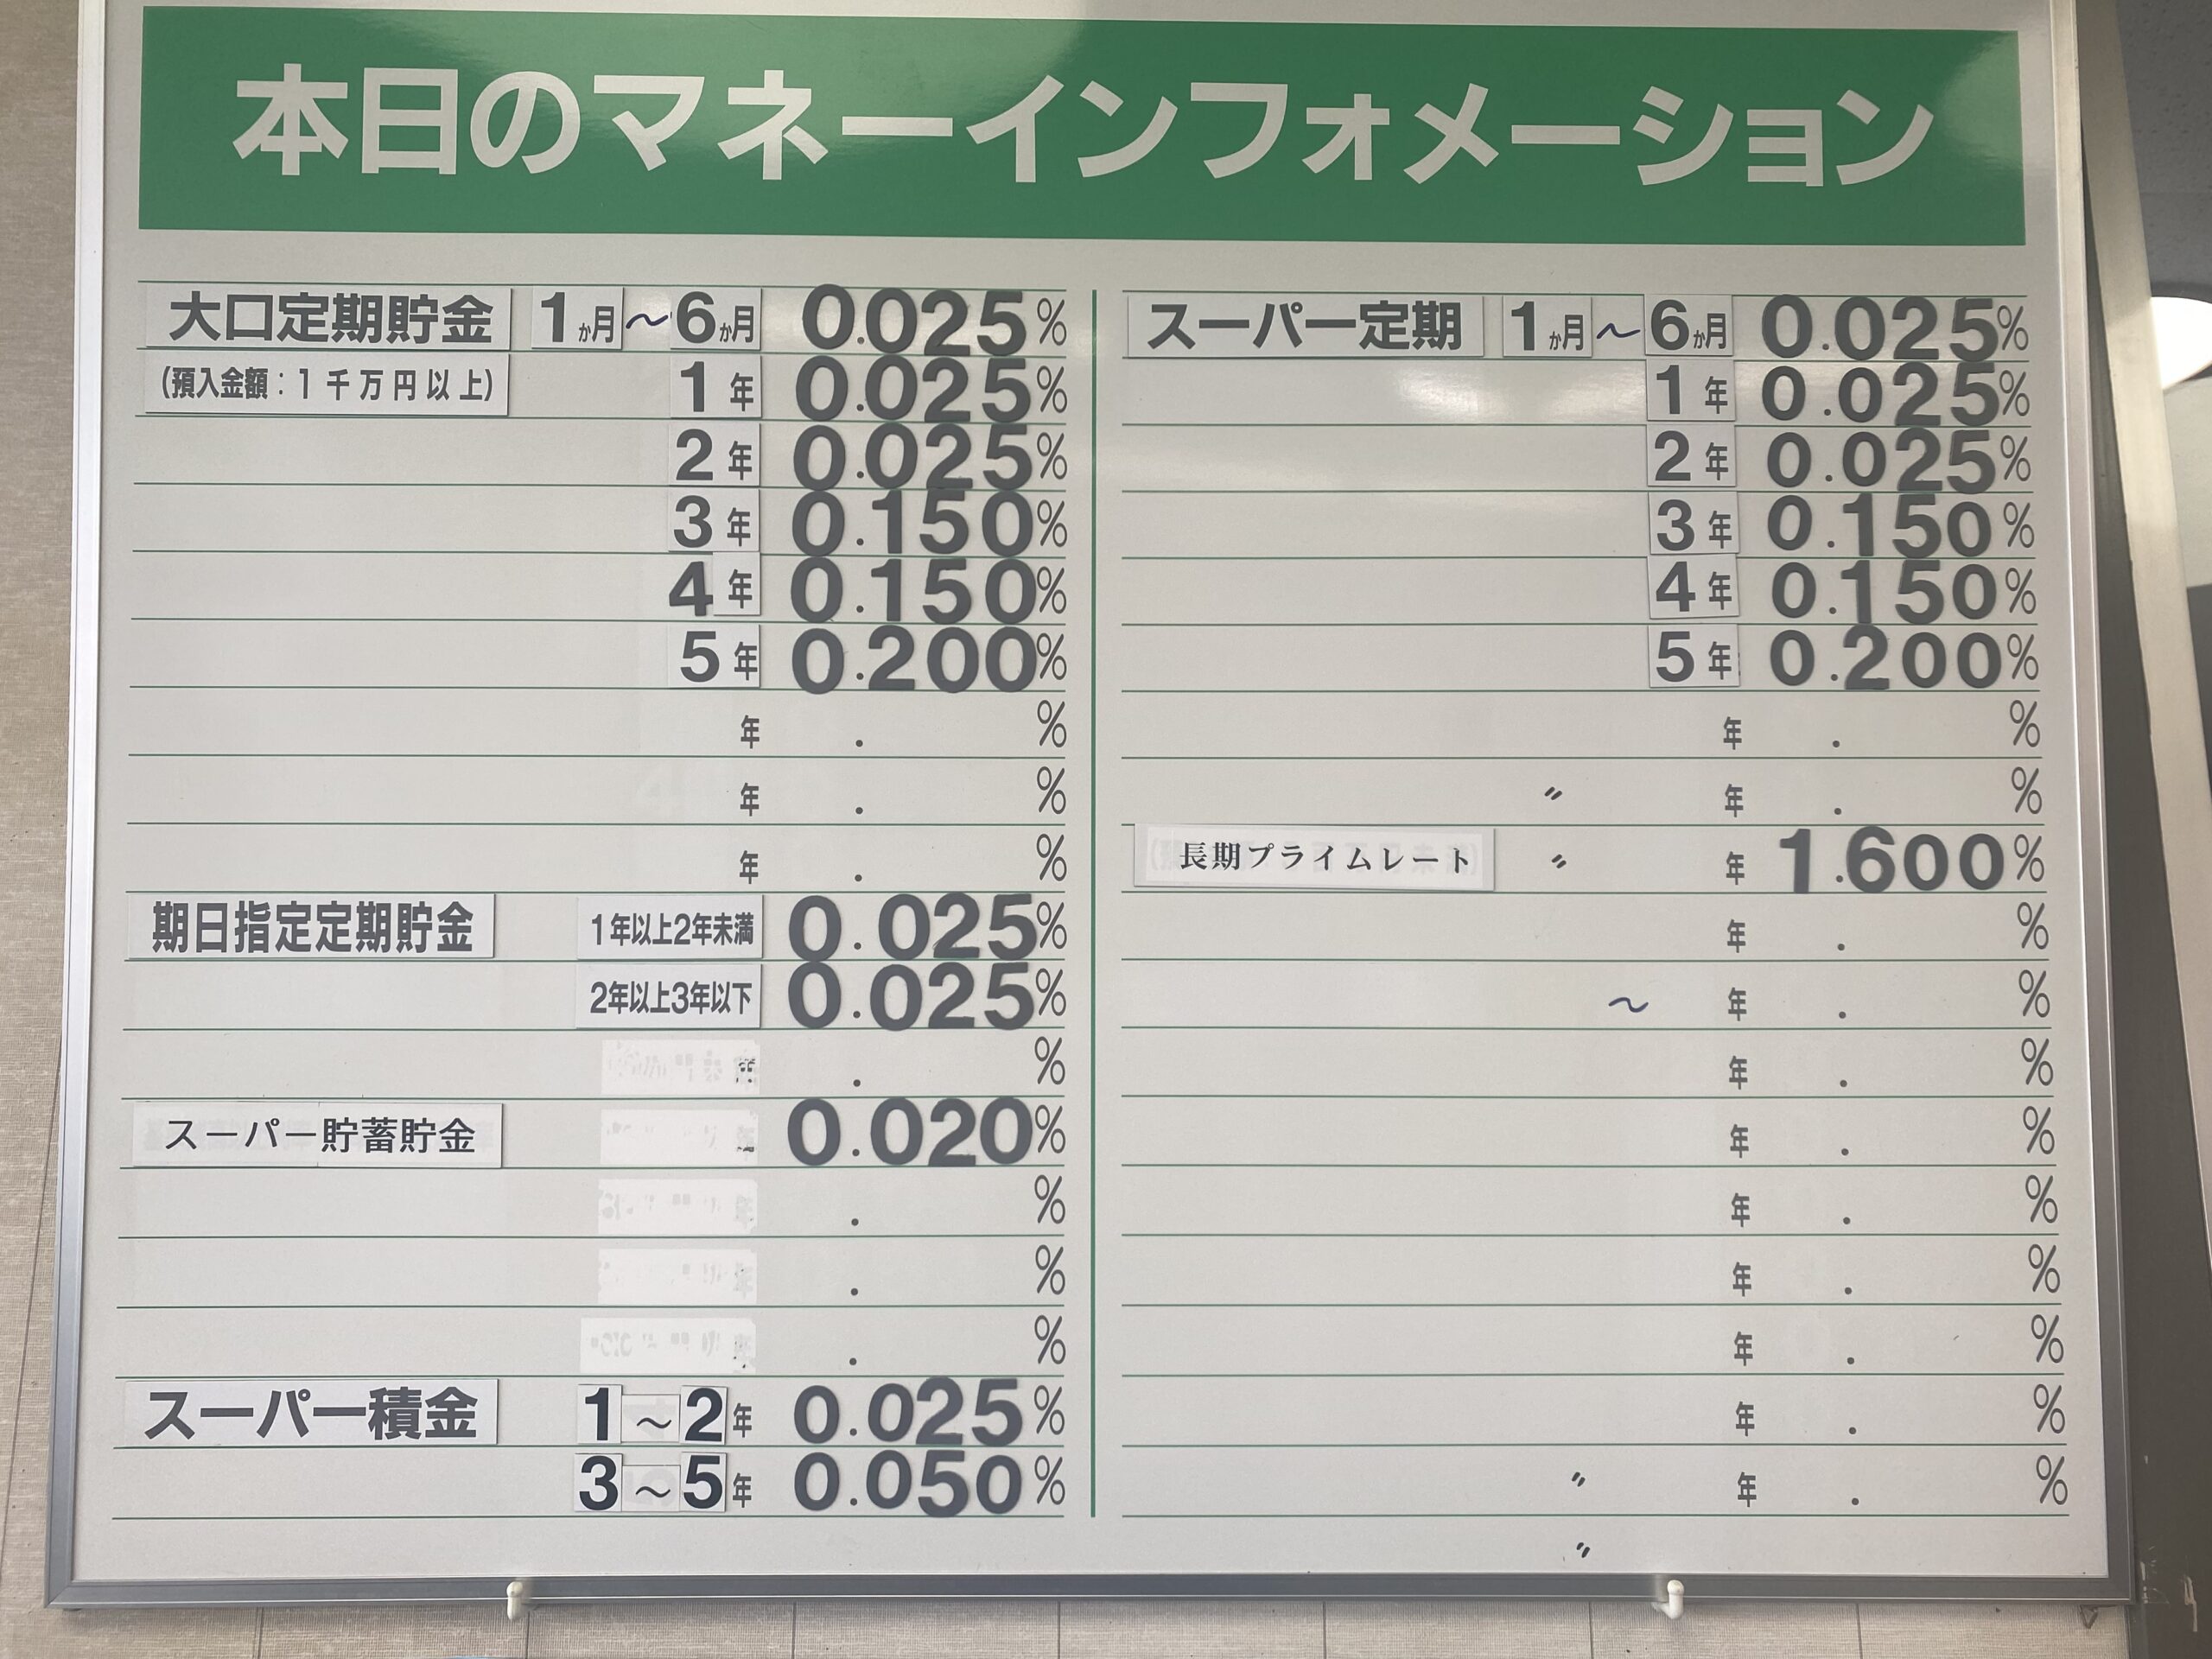 本日のマネーインフォメーション
大口定期貯金 1か月～6か月 0.025%
(預入金額：1千万円以上) 1年 0.025%
2年 0.025%
3年 0.150%
4年 0.150%
5年 0.200%
年 . %
年 . %
年 . %
期日指定定期貯金 1年以上2年未満 0.025%
2年以上3年以下 0.025%
. %
スーパー貯蓄貯金 0.020%
. %
. %
. %
スーパー積金 1～2年 0.025%
3～5年 0.050%
スーパー定期 1か月～6か月 0.025%
1年 0.025%
2年 0.025%
3年 0.150%
4年 0.150%
5年 0.200%
年 . %
〃 年 . %
長期プライムレート 〃 年 1.600%
年 . %
～ 年 . %
年 . %
年 . %
年 . %
年 . %
年 . %
年 . %
〃 年 . %
〃